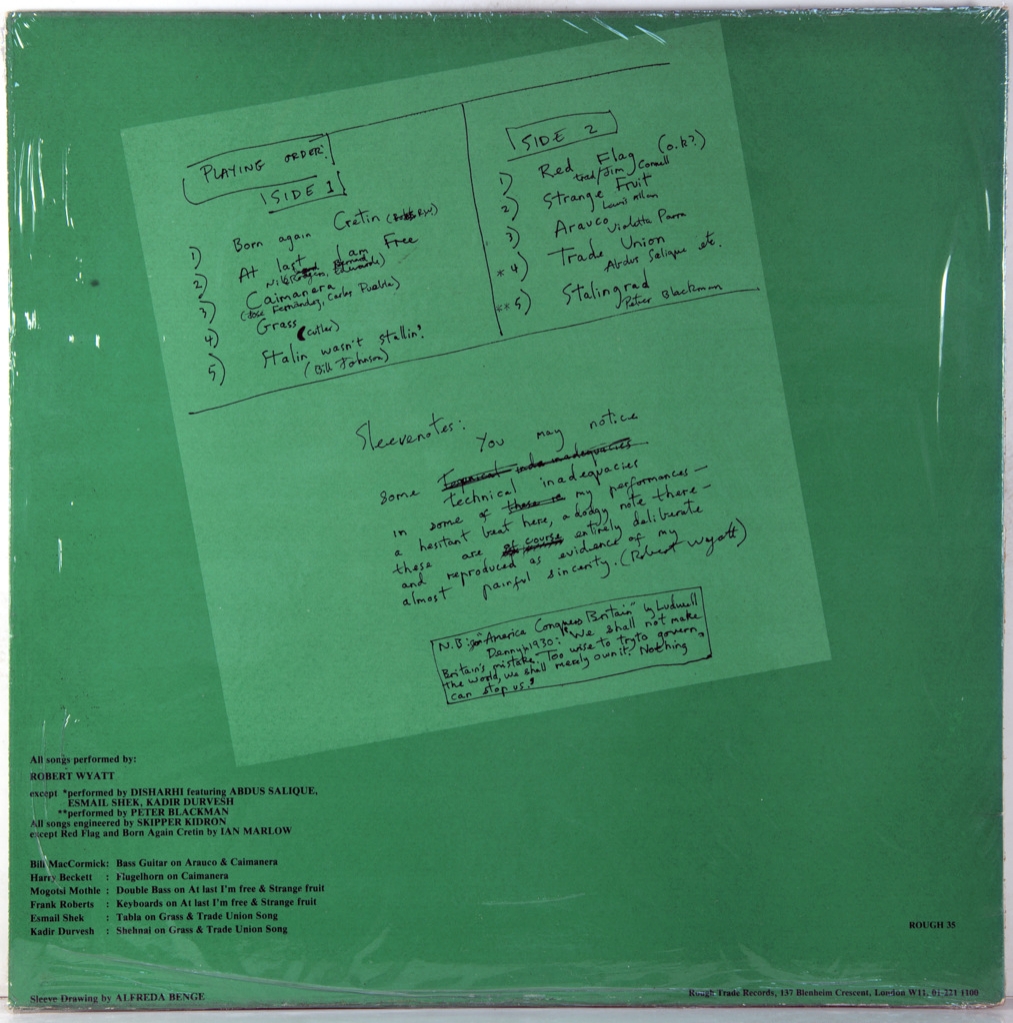 PLAYING ORDER:
SIDE 1
1) Born again Cretin
2) At last I am Free
3) Caimanera
(Jose Fernandez, Carlos Puebla)
4) Grass
(Cutler)
5) Stalin wasn't stallin'
(Bill Johnson)
SIDE 2
1) Red Flag (o.k?)
trad/Jim Connell
2) Strange Fruit
Lewis Allan
3) Arauco Violetta Parra
* 4) Trade Union
Abdus Salique etc.
** 5) Stalingrad
Peter Blackman
Sleevenotes:
You may notice
some
technical inadequacies
in some of my performances —
a hesitant beat here, a dodgy note there —
these are entirely deliberate
and reproduced as evidence of my
almost painful sincerity. (Robert Wyatt)
N.B: "America Conquers Britain" by Ludwell
Denny 1930: "We shall not make
Britain's mistake. Too wise to try to govern
the world, we shall merely own it. Nothing
can stop us."
All songs performed by:
ROBERT WYATT
except *performed by DISHARHI featuring ABDUS SALIQUE,
ESMAIL SHEK, KADIR DURVESH
**performed by PETER BLACKMAN
All songs engineered by SKIPPER KIDRON
except Red Flag and Born Again Cretin by IAN MARLOW
Bill MacCormick: Bass Guitar on Arauco & Caimanera
Harry Beckett : Flugelhorn on Caimanera
Mogotsi Mothle : Double Bass on At last I'm free & Strange fruit
Frank Roberts : Keyboards on At last I'm free & Strange fruit
Esmail Shek : Tabla on Grass & Trade Union Song
Kadir Durvesh : Shehnai on Grass & Trade Union Song
ROUGH 35
Sleeve Drawing by ALFREDA BENGE
Rough Trade Records, 137 Blenheim Crescent, London W11, 01-221 1100